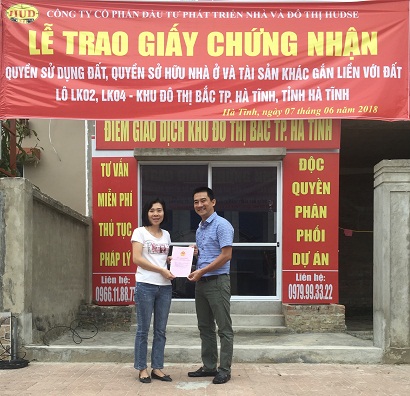 HUD
CÔNG TY CỔ PHẦN ĐẦU TƯ PHÁT TRIỂN NHÀ VÀ ĐÔ THỊ HUDSE
LỄ TRAO GIẤY CHỨNG NHẬN
QUYỀN SỬ DỤNG ĐẤT, QUYỀN SỞ HỮU NHÀ Ở VÀ TÀI SẢN KHÁC GẮN LIỀN VỚI ĐẤT
LÔ LK02, LK04 - KHU ĐÔ THỊ BẮC TP. HÀ TĨNH, TỈNH HÀ TĨNH
Hà Tĩnh, ngày 07 tháng 06 năm 2018
ĐIỂM GIAO DỊCH KHU ĐÔ THỊ BẮC TP. HÀ TĨNH
TƯ VẤN
MIỄN PHÍ
THỦ TỤC
PHÁP LÝ
Liên hệ:
0966.11.88.7
ĐỘC
QUYỀN
PHÂN
PHỐI
DỰ ÁN
Liên hệ:
0979.99.33.22